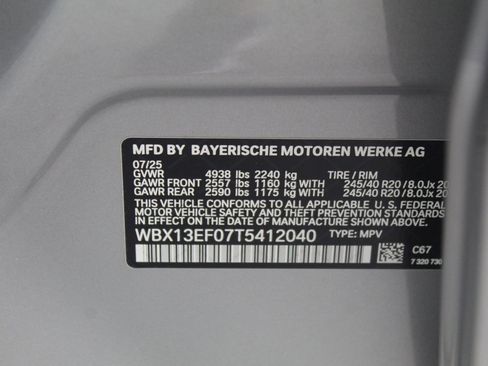 MFD BY BAYERISCHE MOTOREN WERKE AG
07/25
GVWR 4938 lbs 2240 kg TIRE / RIM
GAWR FRONT 2557 lbs 1160 kg WITH 245/40 R20 / 8.0Jx 20
GAWR REAR 2590 lbs 1175 kg WITH 245/40 R20 / 8.0Jx 20
THIS VEHICLE CONFORMS TO ALL APPLICABLE U. S. FEDERAL
MOTOR VEHICLE SAFETY AND THEFT PREVENTION STANDARDS
IN EFFECT ON THE DATE OF MANUFACTURE SHOWN ABOVE.
WBX13EF07T5412040 TYPE: MPV
C67
7 320 730